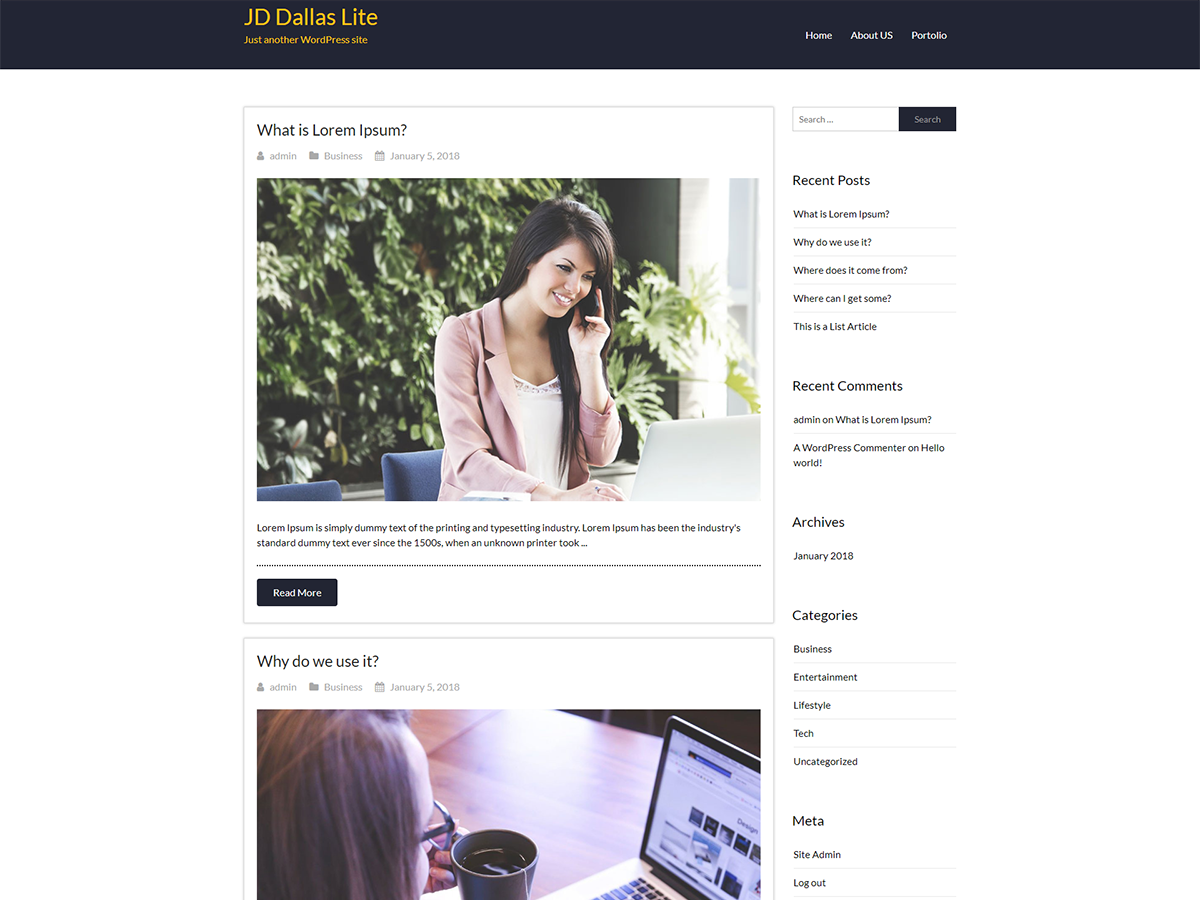 JD Dallas Lite
Just another WordPress site
Home About US Portolio
What is Lorem Ipsum?
admin Business January 5, 2018
Lorem Ipsum is simply dummy text of the printing and typesetting industry. Lorem Ipsum has been the industry's
standard dummy text ever since the 1500s, when an unknown printer took ...
Read More
Why do we use it?
admin Business January 5, 2018
Design
Search ...
Search
Recent Posts
What is Lorem Ipsum?
Why do we use it?
Where does it come from?
Where can I get some?
This is a List Article
Recent Comments
admin on What is Lorem Ipsum?
A WordPress Commenter on Hello
world!
Archives
January 2018
Categories
Business
Entertainment
Lifestyle
Tech
Uncategorized
Meta
Site Admin
Log out